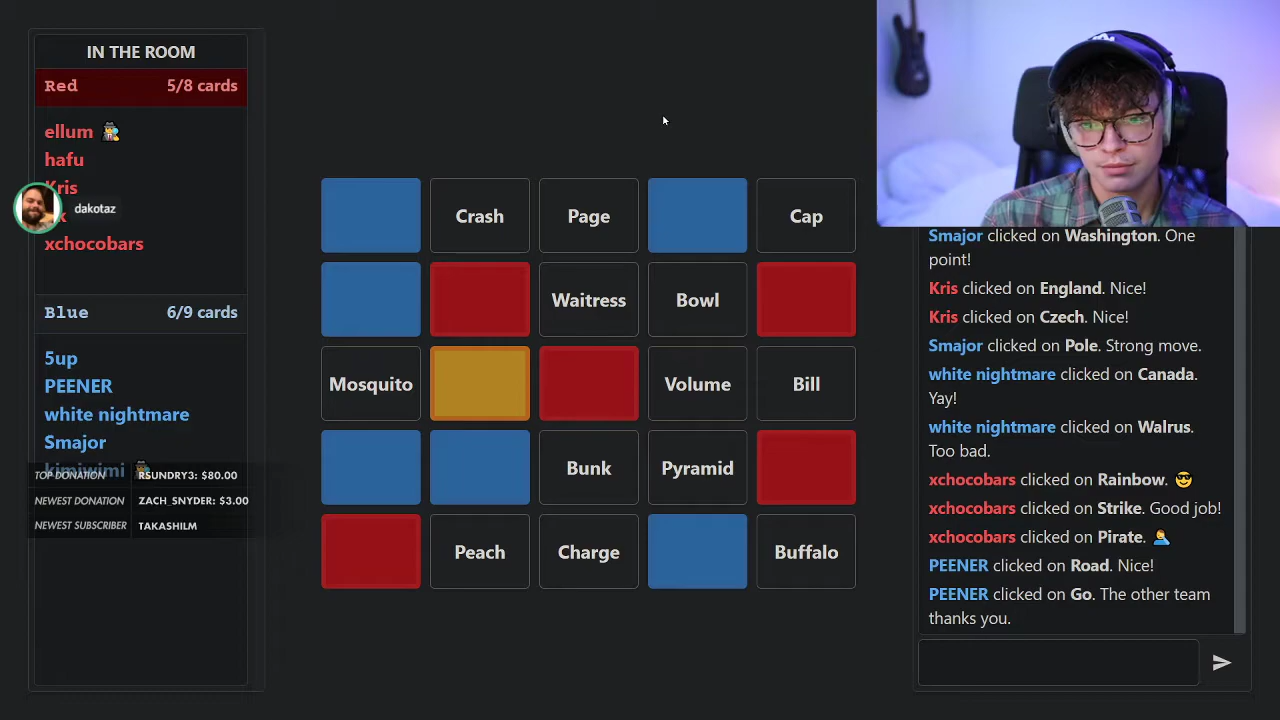 IN THE ROOM
Red 5/8 cards
ellum
hafu
Kris
dakotaz
xchocobars
Blue 6/9 cards
5up
PEENER
white nightmare
Smajor
kimiwimi
TOP DONATION RSUNDRY3: $80.00
NEWEST DONATION ZACH_5NYDER: $3.00
NEWEST SUBSCRIBER TAKASHILM
Crash Page Cap
Waitress Bowl
Mosquito Volume Bill
Bunk Pyramid
Peach Charge Buffalo
Smajor clicked on Washington. One
point!
Kris clicked on England. Nice!
Kris clicked on Czech. Nice!
Smajor clicked on Pole. Strong move.
white nightmare clicked on Canada.
Yay!
white nightmare clicked on Walrus.
Too bad.
xchocobars clicked on Rainbow. 😎
xchocobars clicked on Strike. Good job!
xchocobars clicked on Pirate. 🤦‍♂️
PEENER clicked on Road. Nice!
PEENER clicked on Go. The other team
thanks you.